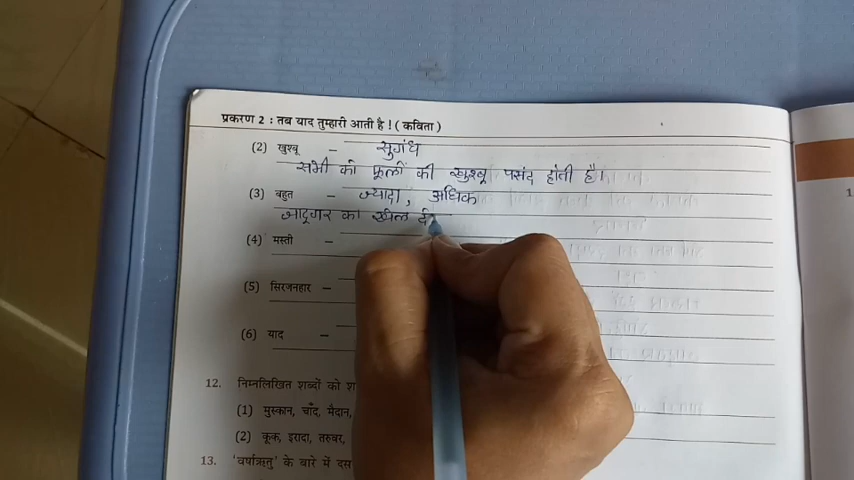 प्रकरण 2 : तब याद तुम्हारी आती है ! ( कविता )
(2) खुश्बू – सुगंध
सभी को फूलों की खुश्बू पसंद होती है।
(3) बहुत – ज्यादा, अधिक
जादूगर का खेल
(4) मस्ती –
(5) सिरजनहार –
(6) याद –
12. निम्नलिखित शब्दों को
(1) मुस्कान, चाँद, मैदान,
(2) कूक, इरादा, तरुवर,
13. 'वर्षाऋतु' के बारे में दस
1